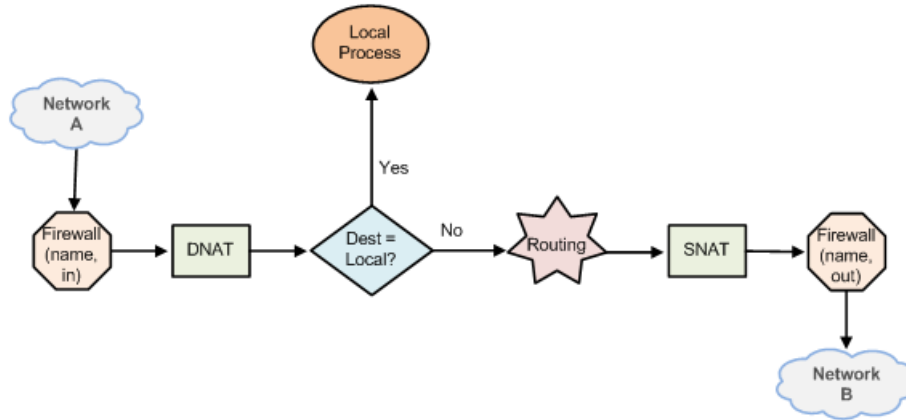 Local
Process
Network
A
Yes
Firewall
(name,
in)
DNAT
Dest =
Local?
No
Routing
SNAT
Firewall
(name,
out)
Network
B